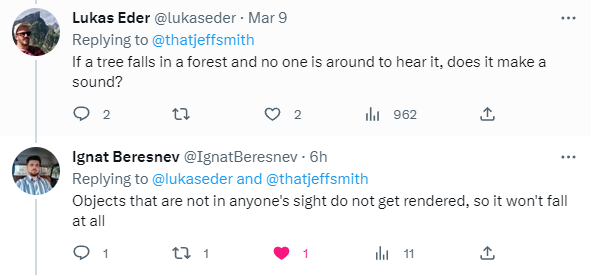 Lukas Eder @lukaseder · Mar 9
Replying to @thatjeffsmith
If a tree falls in a forest and no one is around to hear it, does it make a
sound?
2 2 962
Ignat Beresnev @IgnatBeresnev · 6h
Replying to @lukaseder and @thatjeffsmith
Objects that are not in anyone's sight do not get rendered, so it won't fall
at all
1 1 1 11